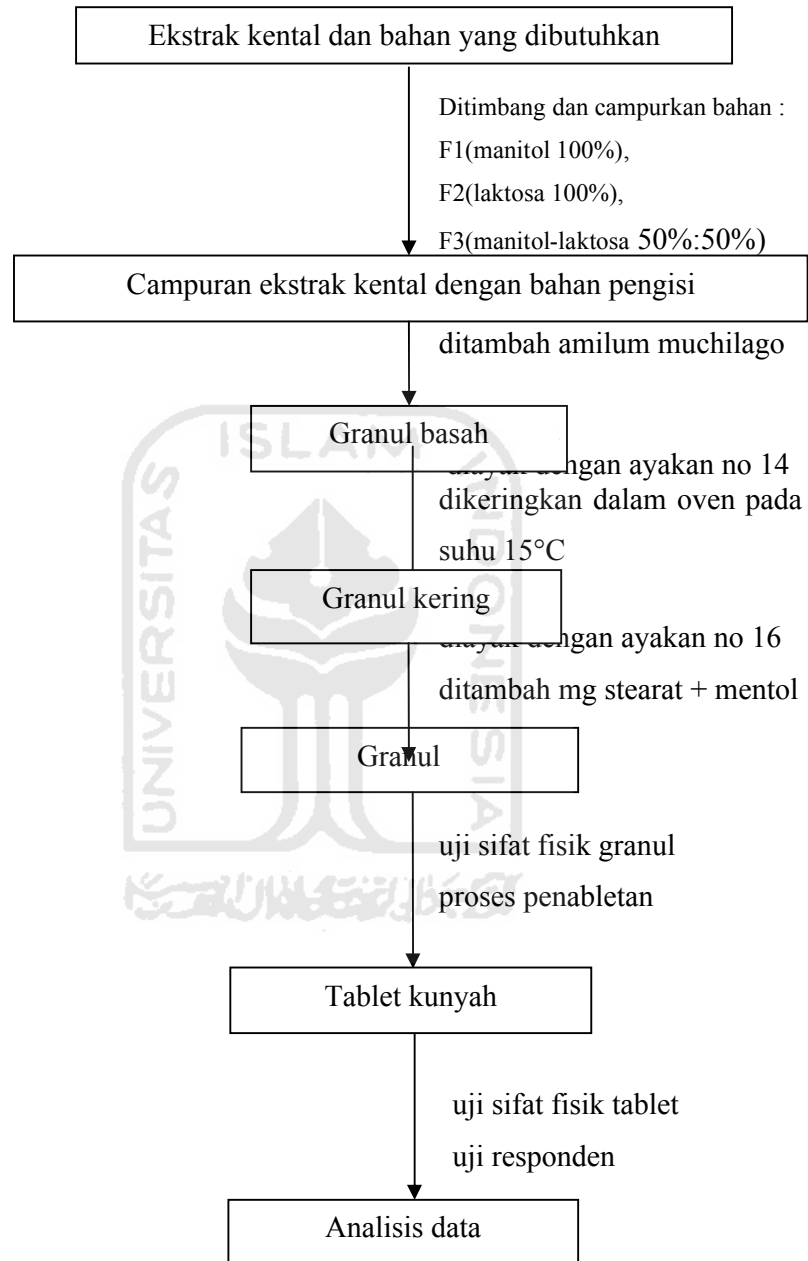 Ekstrak kental dan bahan yang dibutuhkan
Ditimbang dan campurkan bahan :
F1(manitol 100%),
F2(laktosa 100%),
F3(manitol-laktosa 50%:50%)
Campuran ekstrak kental dengan bahan pengisi
ditambah amilum muchilago
Granul basah
dengan ayakan no 14
dikeringkan dalam oven pada
suhu 15°C
Granul kering
dengan ayakan no 16
ditambah mg stearat + mentol
Granul
uji sifat fisik granul
proses penabletan
Tablet kunyah
uji sifat fisik tablet
uji responden
Analisis data
UNIVERSITAS
ISLAM
INDONESIA